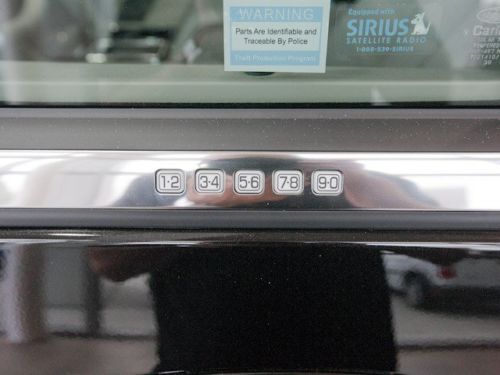 WARNING
Parts Are Identifiable and
Traceable By Police
Theft Protection Program
Equipped with
SIRIUS
SATELLITE RADIO
1-888-539-SIRIUS
1·2 3·4 5·6 7·8 9·0